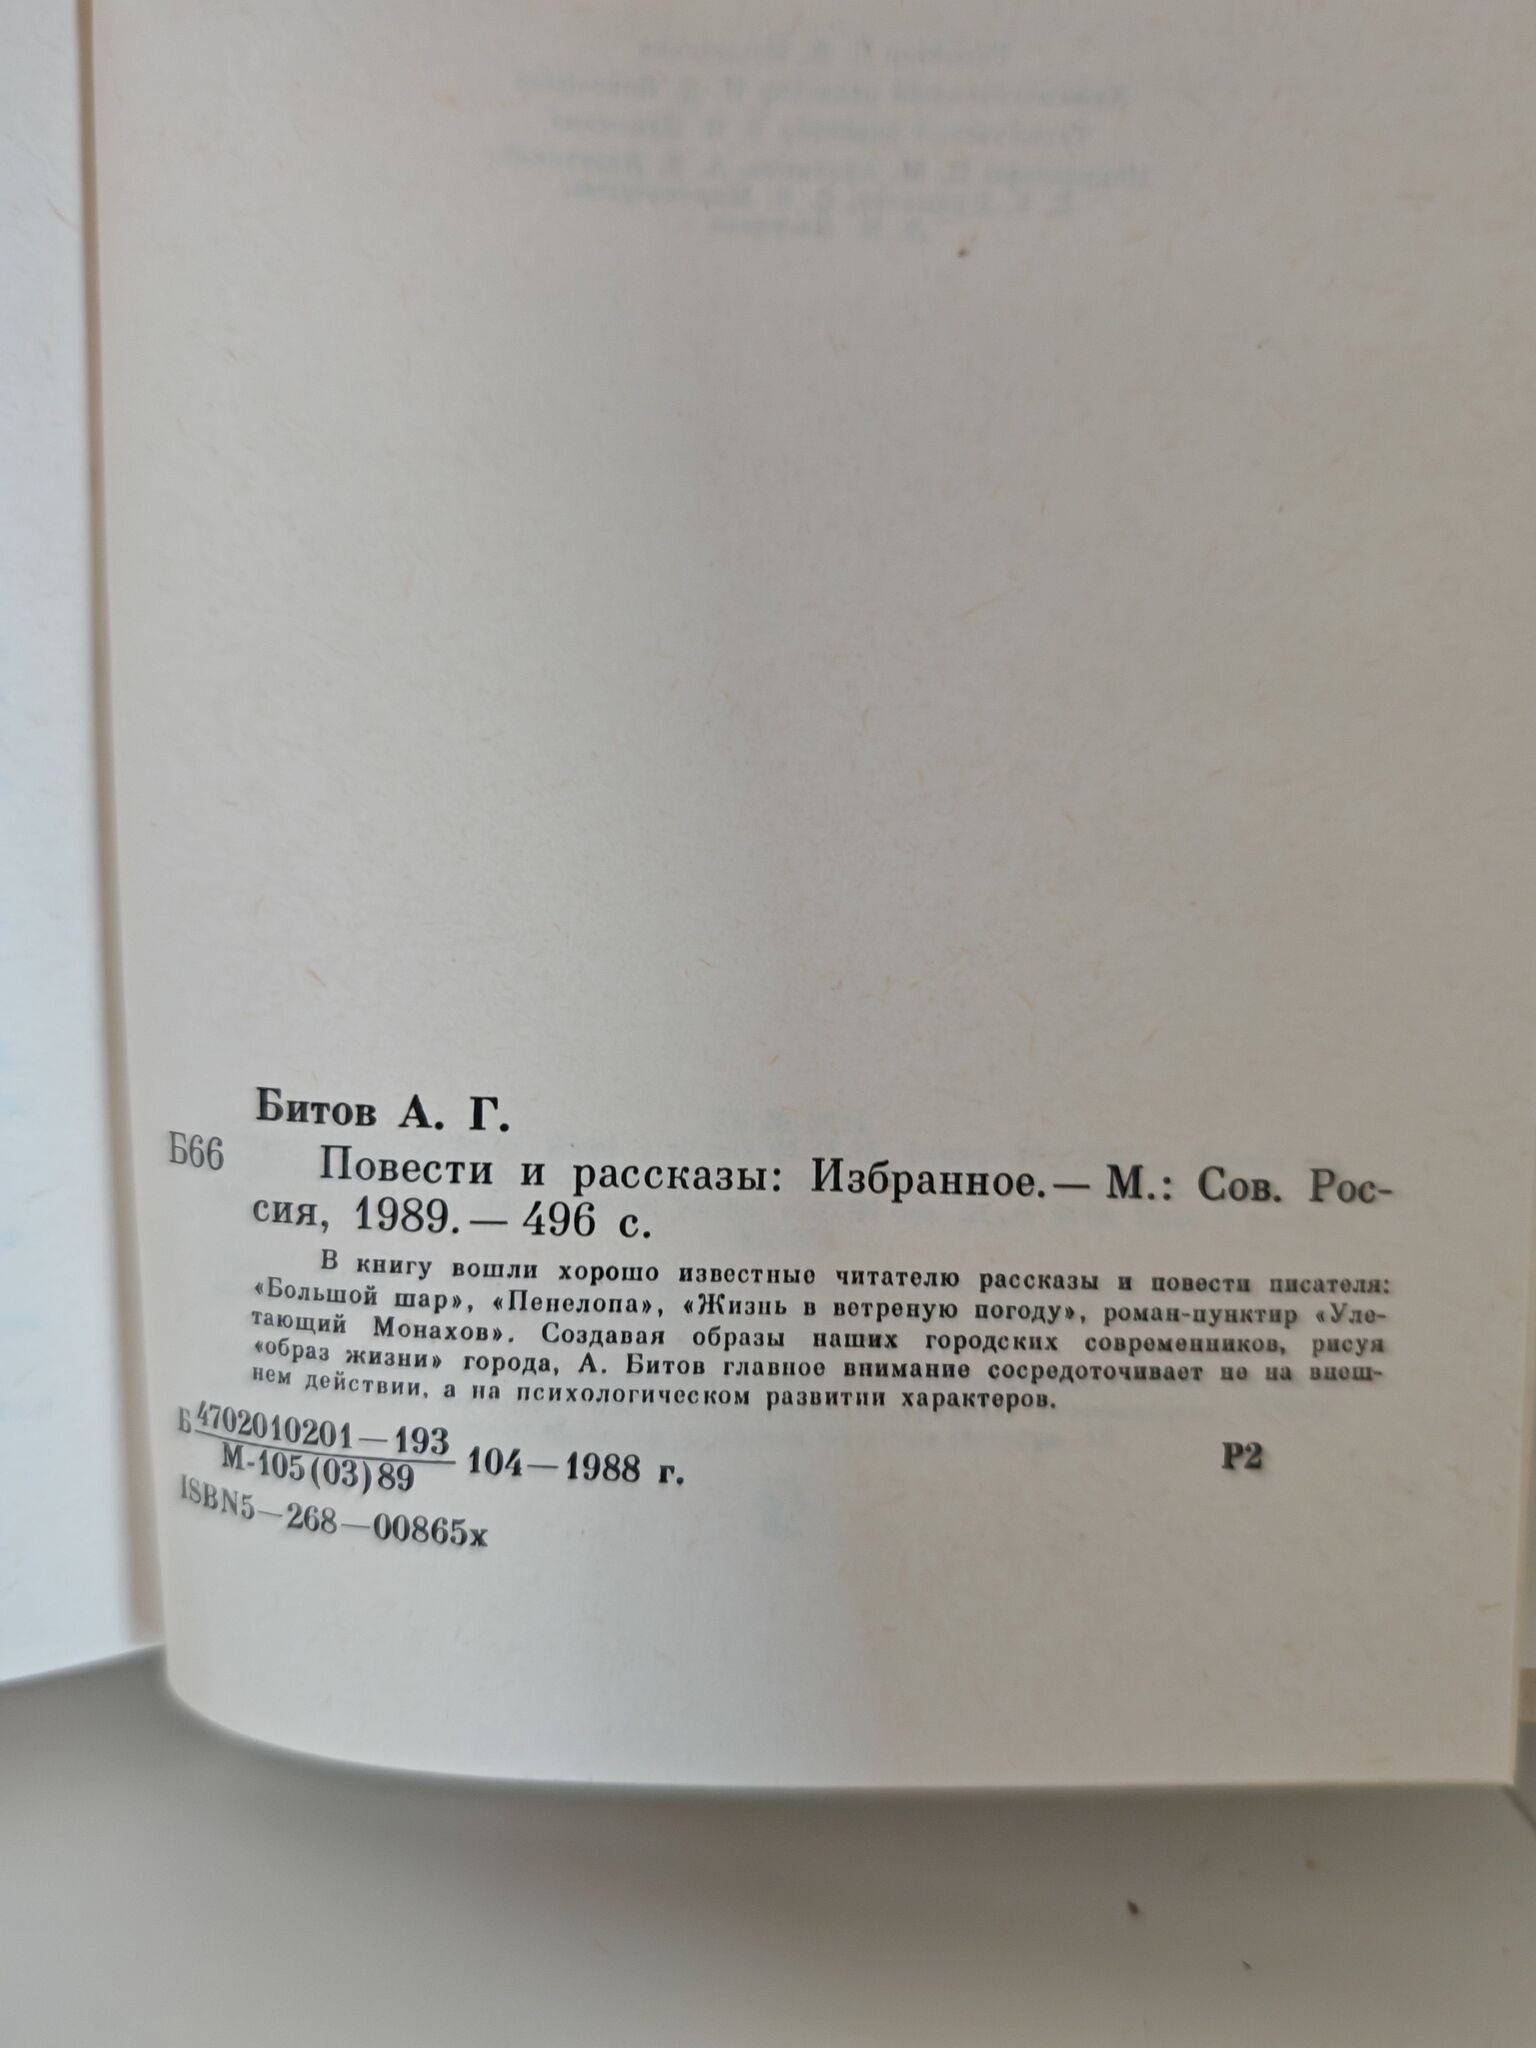 Битов А. Г.
Б66
Повести и рассказы: Избранное.— М.: Сов. Рос-
сия, 1989.— 496 с.
В книгу вошли хорошо известные читателю рассказы и повести писателя:
«Большой шар», «Пенелопа», «Жизнь в ветреную погоду», роман-пунктир «Уле-
тающий Монахов». Создавая образы наших городских современников, рисуя
«образ жизни» города, А. Битов главное внимание сосредоточивает не на внеш-
нем действии, а на психологическом развитии характеров.
Б 4702010201—193
М-105(03)89
104—1988 г.
Р2
ISBN5—268—00865х